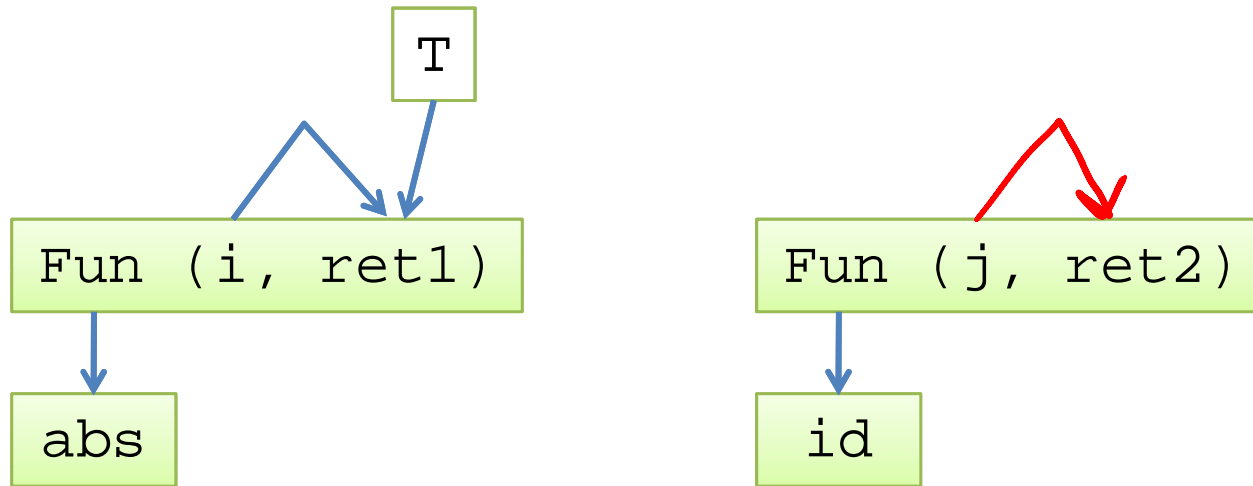 T
Fun (i, ret1)
Fun (j, ret2)
abs
id